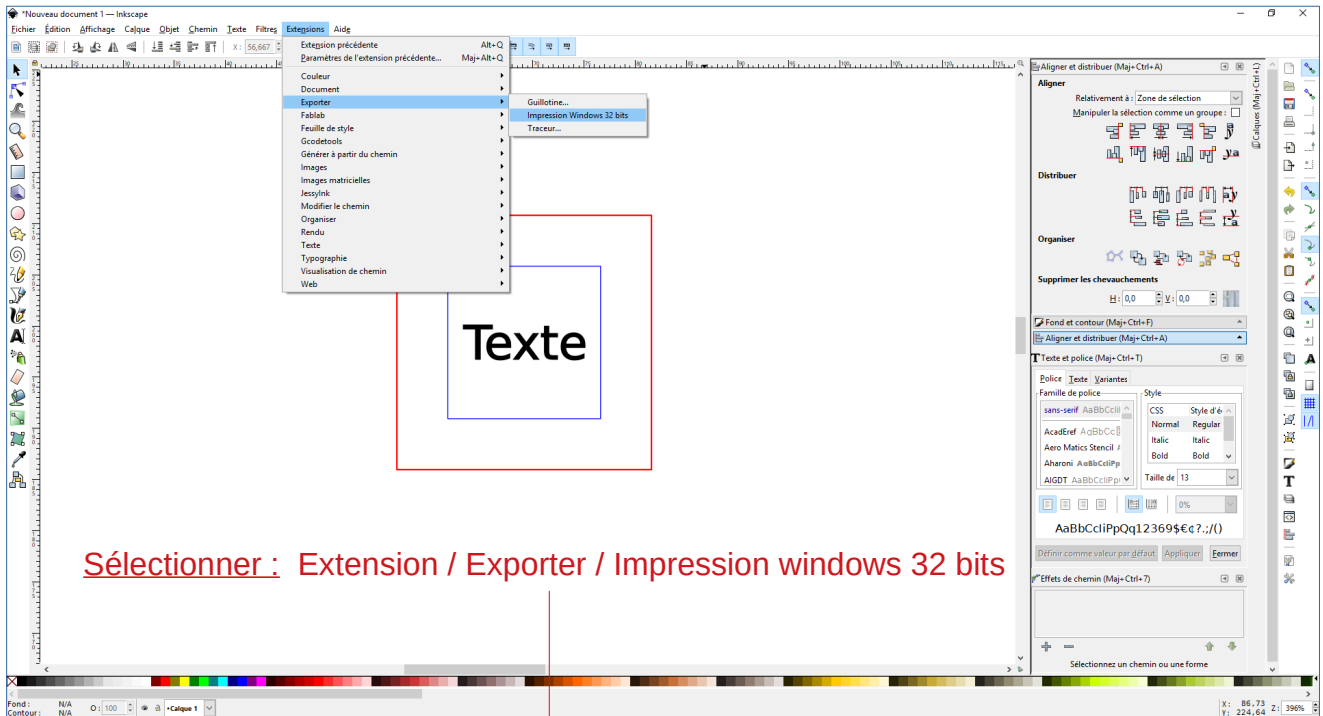 *Nouveau document 1 — Inkscape
Fichier Édition Affichage Calque Objet Chemin Texte Filtres Extensions Aide
X: 56,667
Extension précédente Alt+Q
Paramètres de l'extension précédente... Maj+Alt+Q
Couleur
Document
Exporter
Fablab
Feuille de style
Gcodetools
Générer à partir du chemin
Images
Images matricielles
JessyInk
Modifier le chemin
Organiser
Rendu
Texte
Typographie
Visualisation de chemin
Web
Guillotine...
Impression Windows 32 bits
Traceur...
Texte
Sélectionner : Extension / Exporter / Impression windows 32 bits
Aligner et distribuer (Maj+Ctrl+A)
Aligner
Relativement à : Zone de sélection
Manipuler la sélection comme un groupe :
Distribuer
Organiser
Supprimer les chevauchements
H: 0,0 V: 0,0
Fond et contour (Maj+Ctrl+F)
Aligner et distribuer (Maj+Ctrl+A)
Texte et police (Maj+Ctrl+T)
Police Texte Variantes
Famille de police
sans-serif AaBbCcIi
AcadEref AaBbCc
Aero Matics Stencil
Aharoni AaBbCcIiPp
AIGDT AaBbCcIiPp
Style
CSS Style d'é
Normal Regular
Italic Italic
Bold Bold
Taille de 13
0%
AaBbCcIiPpQq12369$€¢?.;/()
Définir comme valeur par défaut Appliquer Fermer
Effets de chemin (Maj+Ctrl+7)
Sélectionnez un chemin ou une forme
Calques (Maj+Ctrl+L)
Fond : N/A
Contour : N/A
O: 100
•Calque 1
X: 86,73
Y: 224,64
Z: 396%